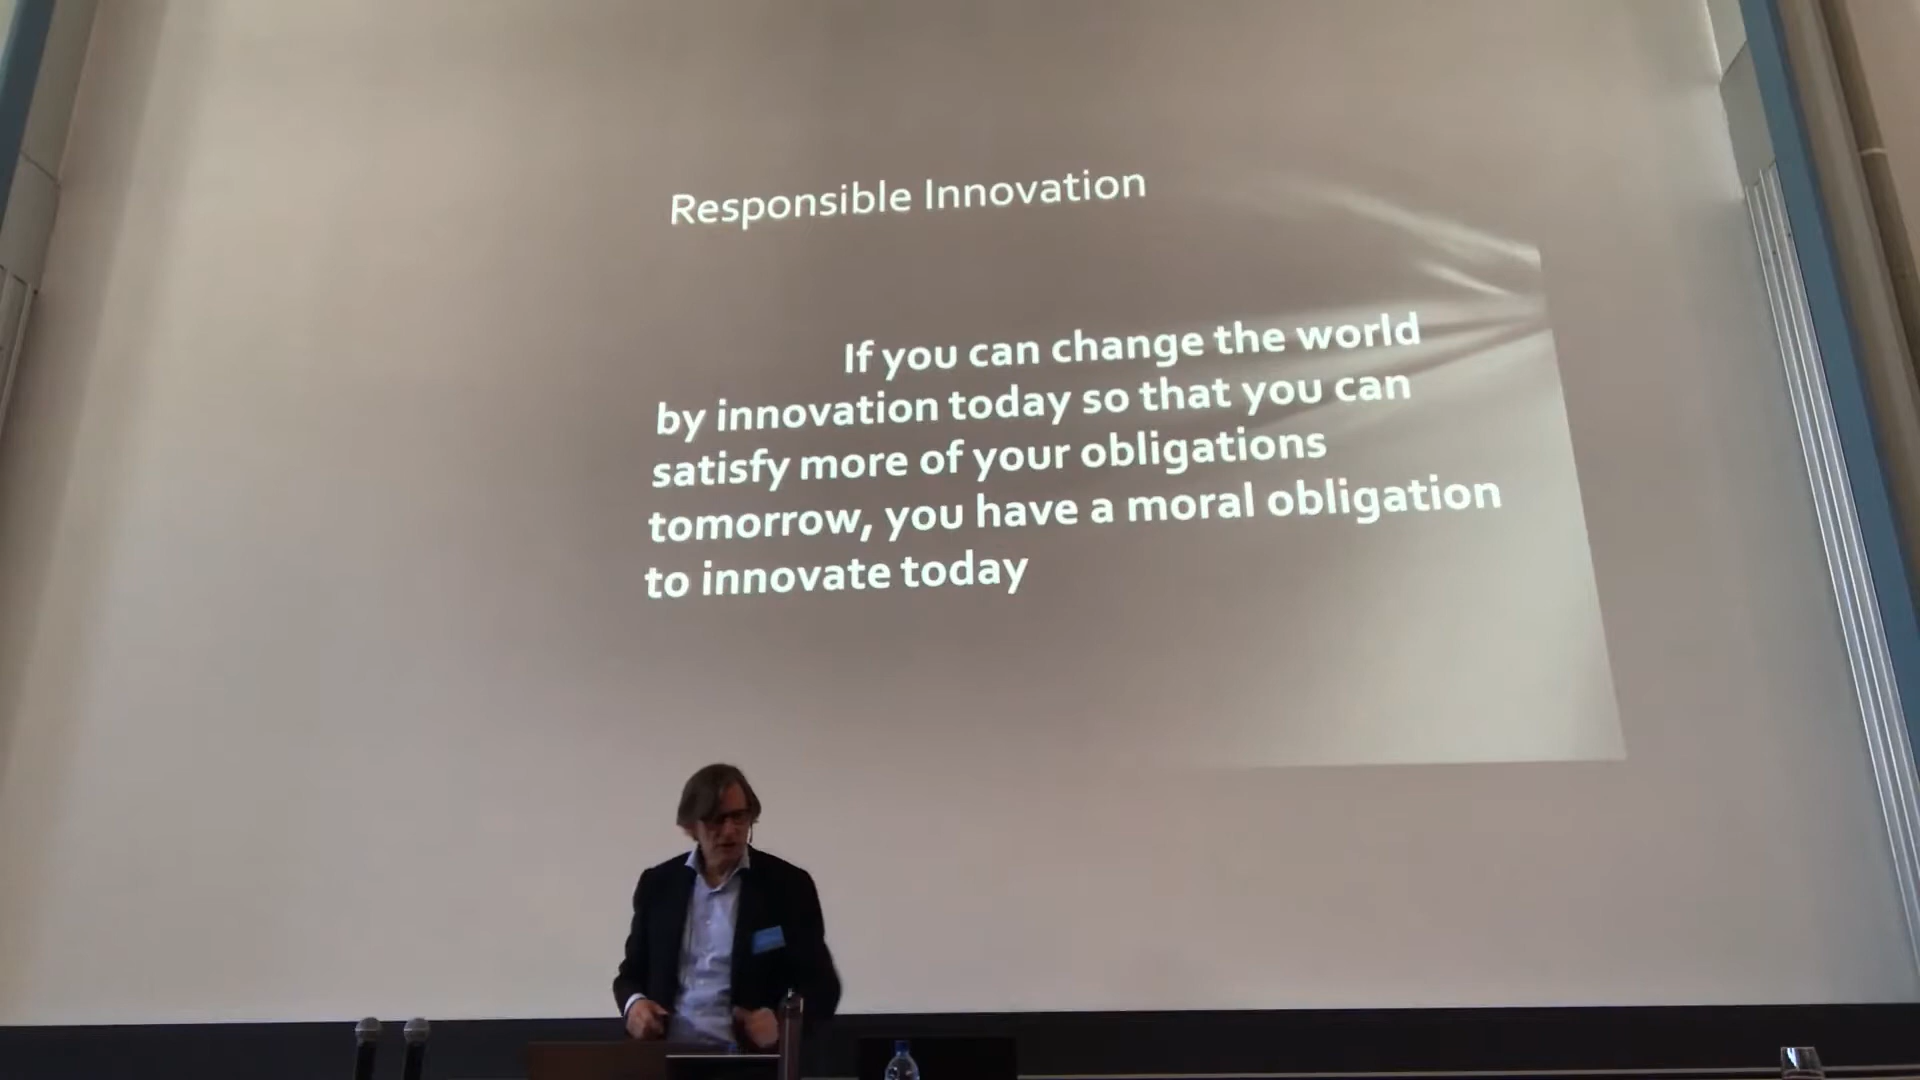 Responsible Innovation
If you can change the world
by innovation today so that you can
satisfy more of your obligations
tomorrow, you have a moral obligation
to innovate today